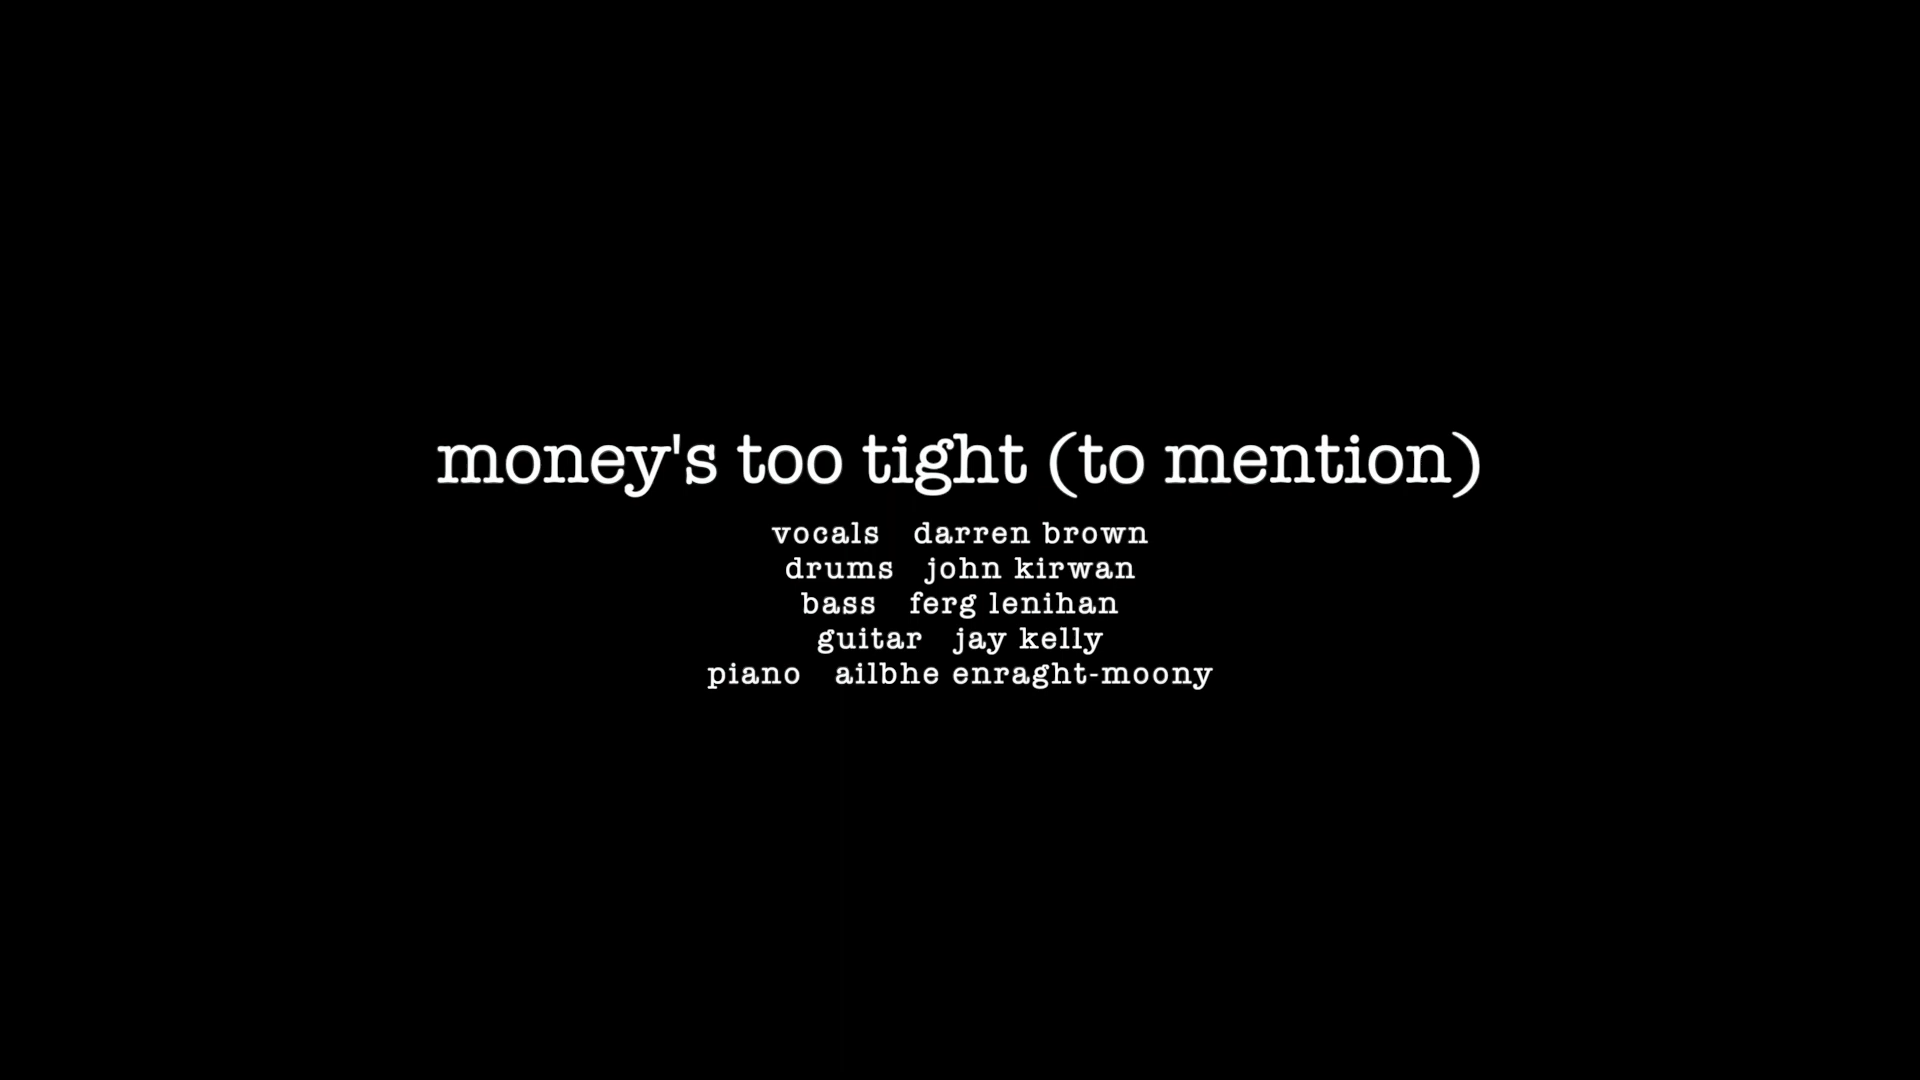 money's too tight (to mention)
vocals darren brown
drums john kirwan
bass ferg lenihan
guitar jay kelly
piano ailbhe enraght-moony